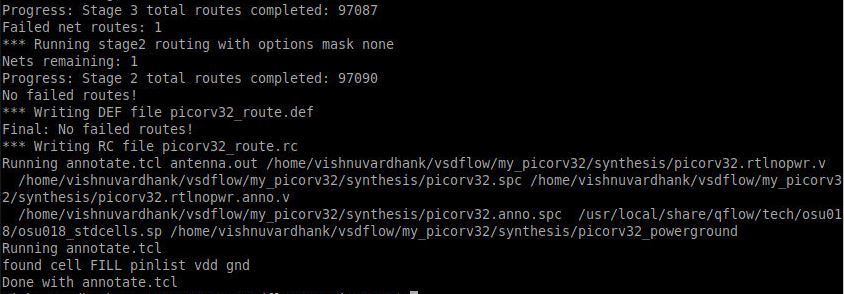 Progress: Stage 3 total routes completed: 97087
Failed net routes: 1
*** Running stage2 routing with options mask none
Nets remaining: 1
Progress: Stage 2 total routes completed: 97090
No failed routes!
*** Writing DEF file picorv32_route.def
Final: No failed routes!
*** Writing RC file picorv32_route.rc
Running annotate.tcl antenna.out /home/vishnuvardhank/vsdflow/my_picorv32/synthesis/picorv32.rtlnopwr.v
/home/vishnuvardhank/vsdflow/my_picorv32/synthesis/picorv32.spc /home/vishnuvardhank/vsdflow/my_picorv3
2/synthesis/picorv32.rtlnopwr.anno.v
/home/vishnuvardhank/vsdflow/my_picorv32/synthesis/picorv32.anno.spc /usr/local/share/qflow/tech/osu01
8/osu018_stdcells.sp /home/vishnuvardhank/vsdflow/my_picorv32/synthesis/picorv32_powerground
Running annotate.tcl
found cell FILL pinlist vdd gnd
Done with annotate.tcl